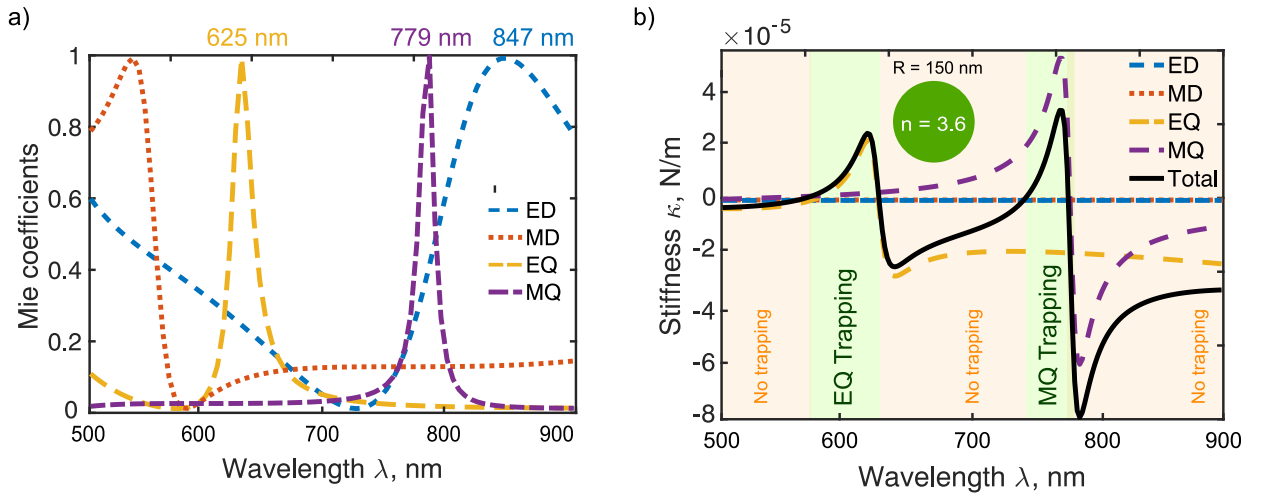 a)
625 nm
779 nm
847 nm
1
0.8
0.6
0.4
0.2
0
Mie coefficients
ED
MD
EQ
MQ
500
600
700
800
900
Wavelength λ, nm
b)
×10⁻⁵
4
2
0
-2
-4
-6
-8
Stiffness κ, N/m
R = 150 nm
n = 3.6
ED
MD
EQ
MQ
Total
No trapping
EQ Trapping
No trapping
MQ Trapping
No trapping
500
600
700
800
900
Wavelength λ, nm